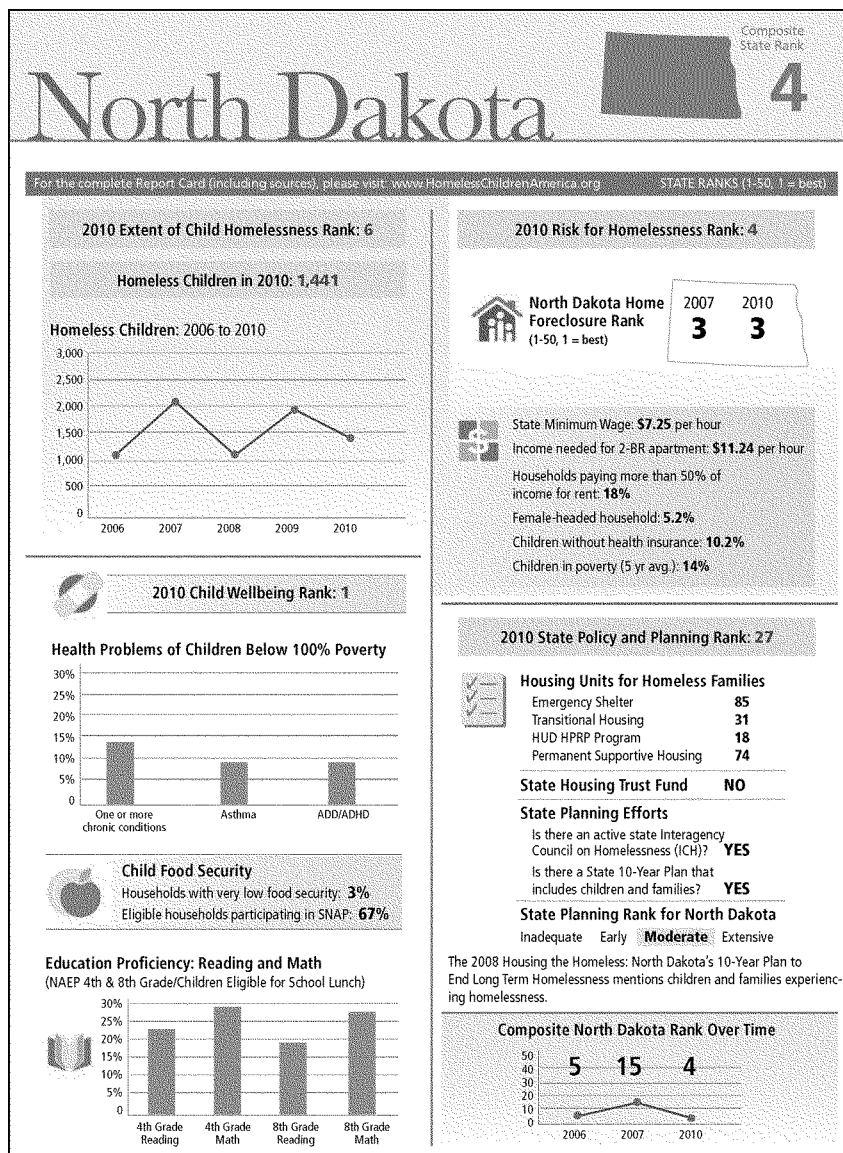 North Dakota
Composite
State Rank
4
For the complete Report Card (including sources), please visit: www.HomelessChildrenAmerica.org
STATE RANKS (1-50, 1 = best)
2010 Extent of Child Homelessness Rank: 6
Homeless Children in 2010: 1,441
Homeless Children: 2006 to 2010
3,000
2,500
2,000
1,500
1,000
500
0
2006 2007 2008 2009 2010
2010 Child Wellbeing Rank: 1
Health Problems of Children Below 100% Poverty
30%
25%
20%
15%
10%
5%
0
One or more
chronic conditions
Asthma
ADD/ADHD
Child Food Security
Households with very low food security: 3%
Eligible households participating in SNAP: 67%
Education Proficiency: Reading and Math
(NAEP 4th & 8th Grade/Children Eligible for School Lunch)
30%
25%
20%
15%
10%
5%
0
4th Grade
Reading
4th Grade
Math
8th Grade
Reading
8th Grade
Math
2010 Risk for Homelessness Rank: 4
North Dakota Home
Foreclosure Rank
(1-50, 1 = best)
2007 2010
3 3
$
State Minimum Wage: $7.25 per hour
Income needed for 2-BR apartment: $11.24 per hour
Households paying more than 50% of
income for rent: 18%
Female-headed household: 5.2%
Children without health insurance: 10.2%
Children in poverty (5 yr avg.): 14%
2010 State Policy and Planning Rank: 27
Housing Units for Homeless Families
Emergency Shelter 85
Transitional Housing 31
HUD HPRP Program 18
Permanent Supportive Housing 74
State Housing Trust Fund NO
State Planning Efforts
Is there an active state Interagency
Council on Homelessness (ICH)? YES
Is there a State 10-Year Plan that
includes children and families? YES
State Planning Rank for North Dakota
Inadequate Early Moderate Extensive
The 2008 Housing the Homeless: North Dakota's 10-Year Plan to
End Long Term Homelessness mentions children and families experienc-
ing homelessness.
Composite North Dakota Rank Over Time
50
40
30
20
10
0
5 15 4
2006 2007 2010